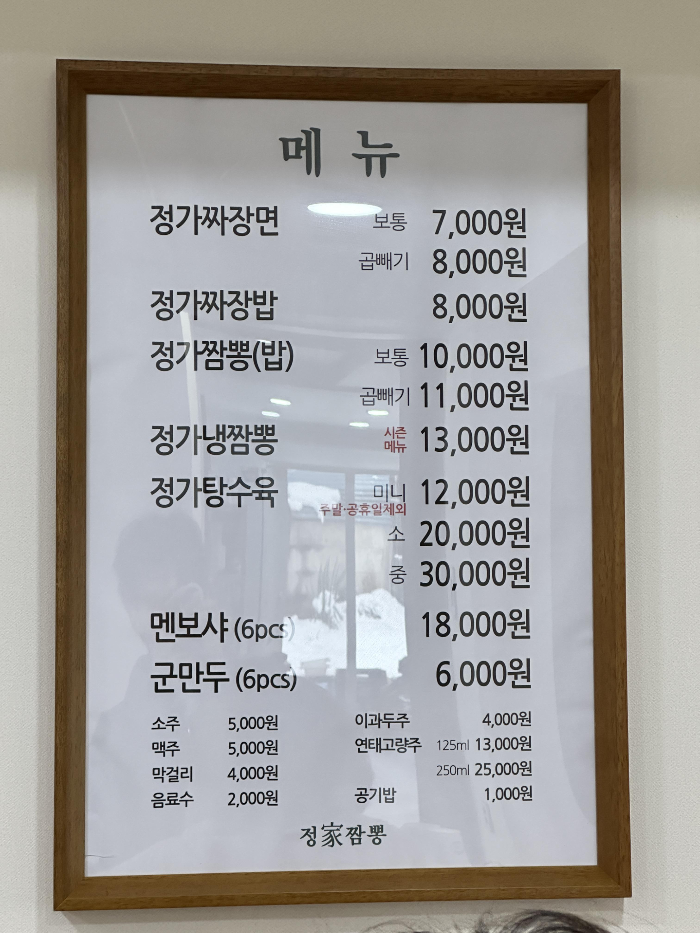 메 뉴
정가짜장면 보통 7,000원
곱빼기 8,000원
정가짜장밥 8,000원
정가짬뽕(밥) 보통 10,000원
곱빼기 11,000원
정가냉짬뽕 시즌 메뉴 13,000원
정가탕수육 미니 12,000원
주말·공휴일제외
소 20,000원
중 30,000원
멘보샤 (6pcs) 18,000원
군만두 (6pcs) 6,000원
소주 5,000원 이과두주 4,000원
맥주 5,000원 연태고량주 125ml 13,000원
막걸리 4,000원 250ml 25,000원
음료수 2,000원 공기밥 1,000원
정家짬뽕